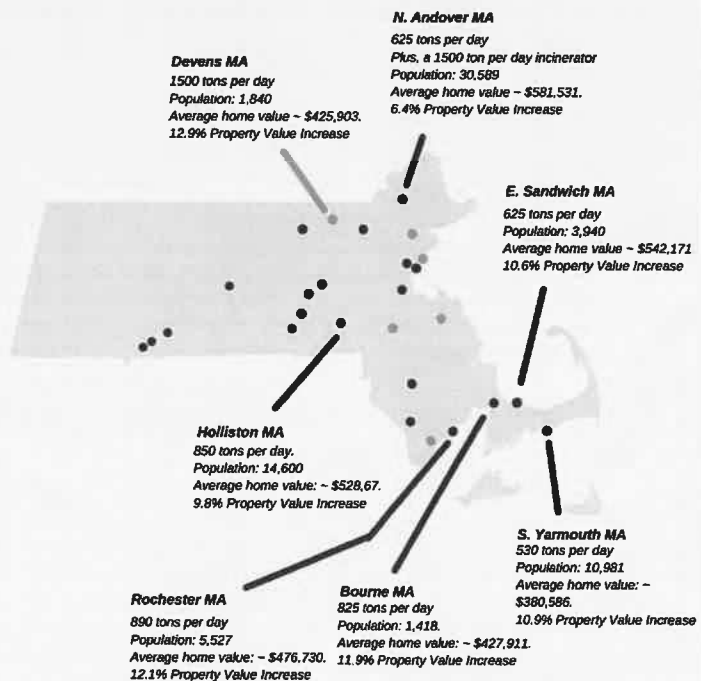 N. Andover MA
625 tons per day
Plus, a 1500 ton per day incinerator
Population: 30,589
Average home value ~ $581,531.
6.4% Property Value Increase
Devens MA
1500 tons per day
Population: 1,840
Average home value ~ $425,903.
12.9% Property Value Increase
E. Sandwich MA
625 tons per day
Population: 3,940
Average home value ~ $542,171
10.6% Property Value Increase
Holliston MA
850 tons per day.
Population: 14,600
Average home value: ~ $528,67.
9.8% Property Value Increase
S. Yarmouth MA
530 tons per day
Population: 10,981
Average home value: ~
$380,586.
10.9% Property Value Increase
Rochester MA
890 tons per day
Population: 5,527
Average home value: ~ $476.730.
12.1% Property Value Increase
Bourne MA
825 tons per day
Population: 1,418.
Average home value: ~ $427,911.
11.9% Property Value Increase